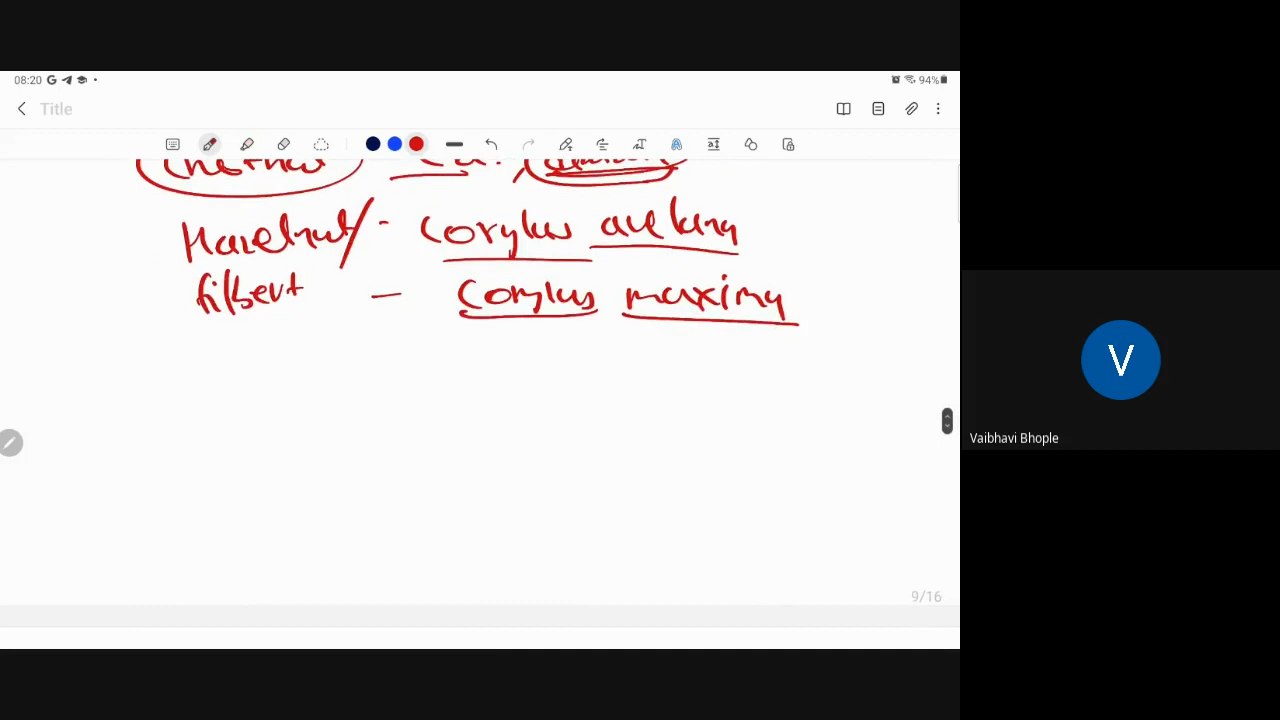 08:20 94%
Title
Hazelnut/- Corylus avellana
filbert — Corylus maxima
9/16
V
Vaibhavi Bhople